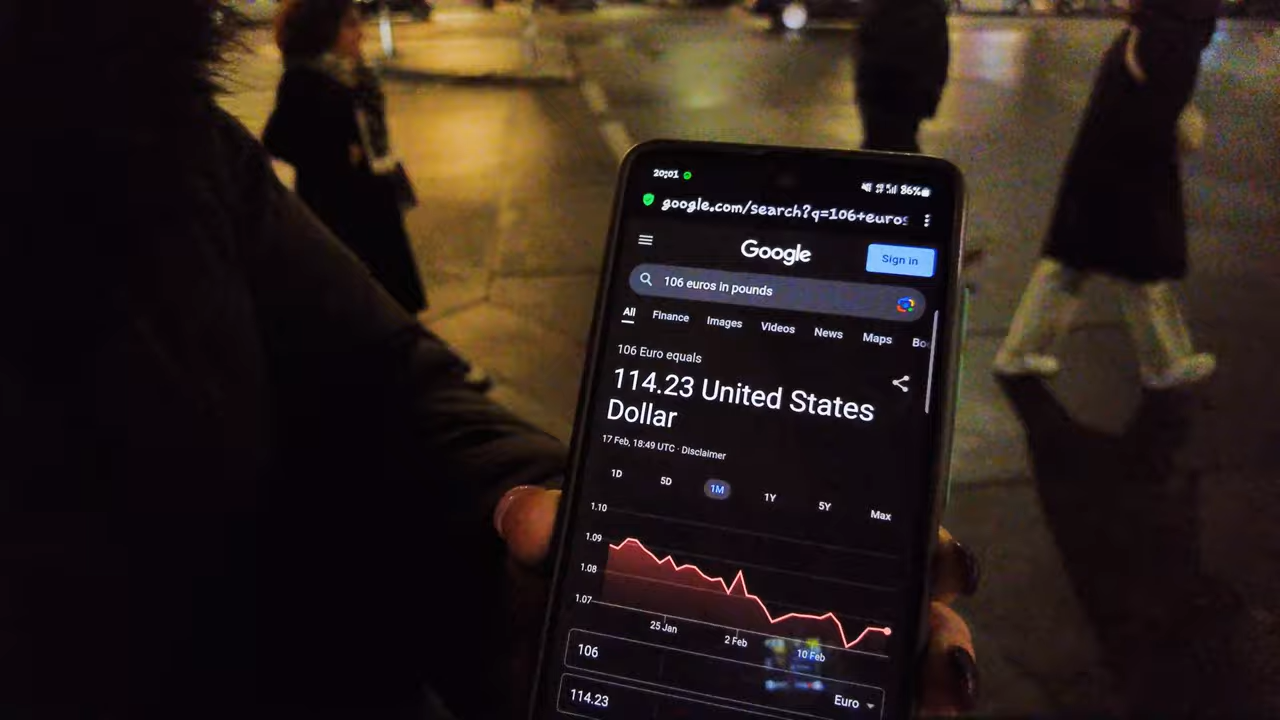 20:01
86%
google.com/search?q=106+euros
Google
Sign in
106 euros in pounds
All Finance Images Videos News Maps Bo
106 Euro equals
114.23 United States
Dollar
17 Feb, 18:49 UTC · Disclaimer
1D 5D 1M 1Y 5Y Max
1.10
1.09
1.08
1.07
25 Jan 2 Feb 10 Feb
106
Euro
114.23